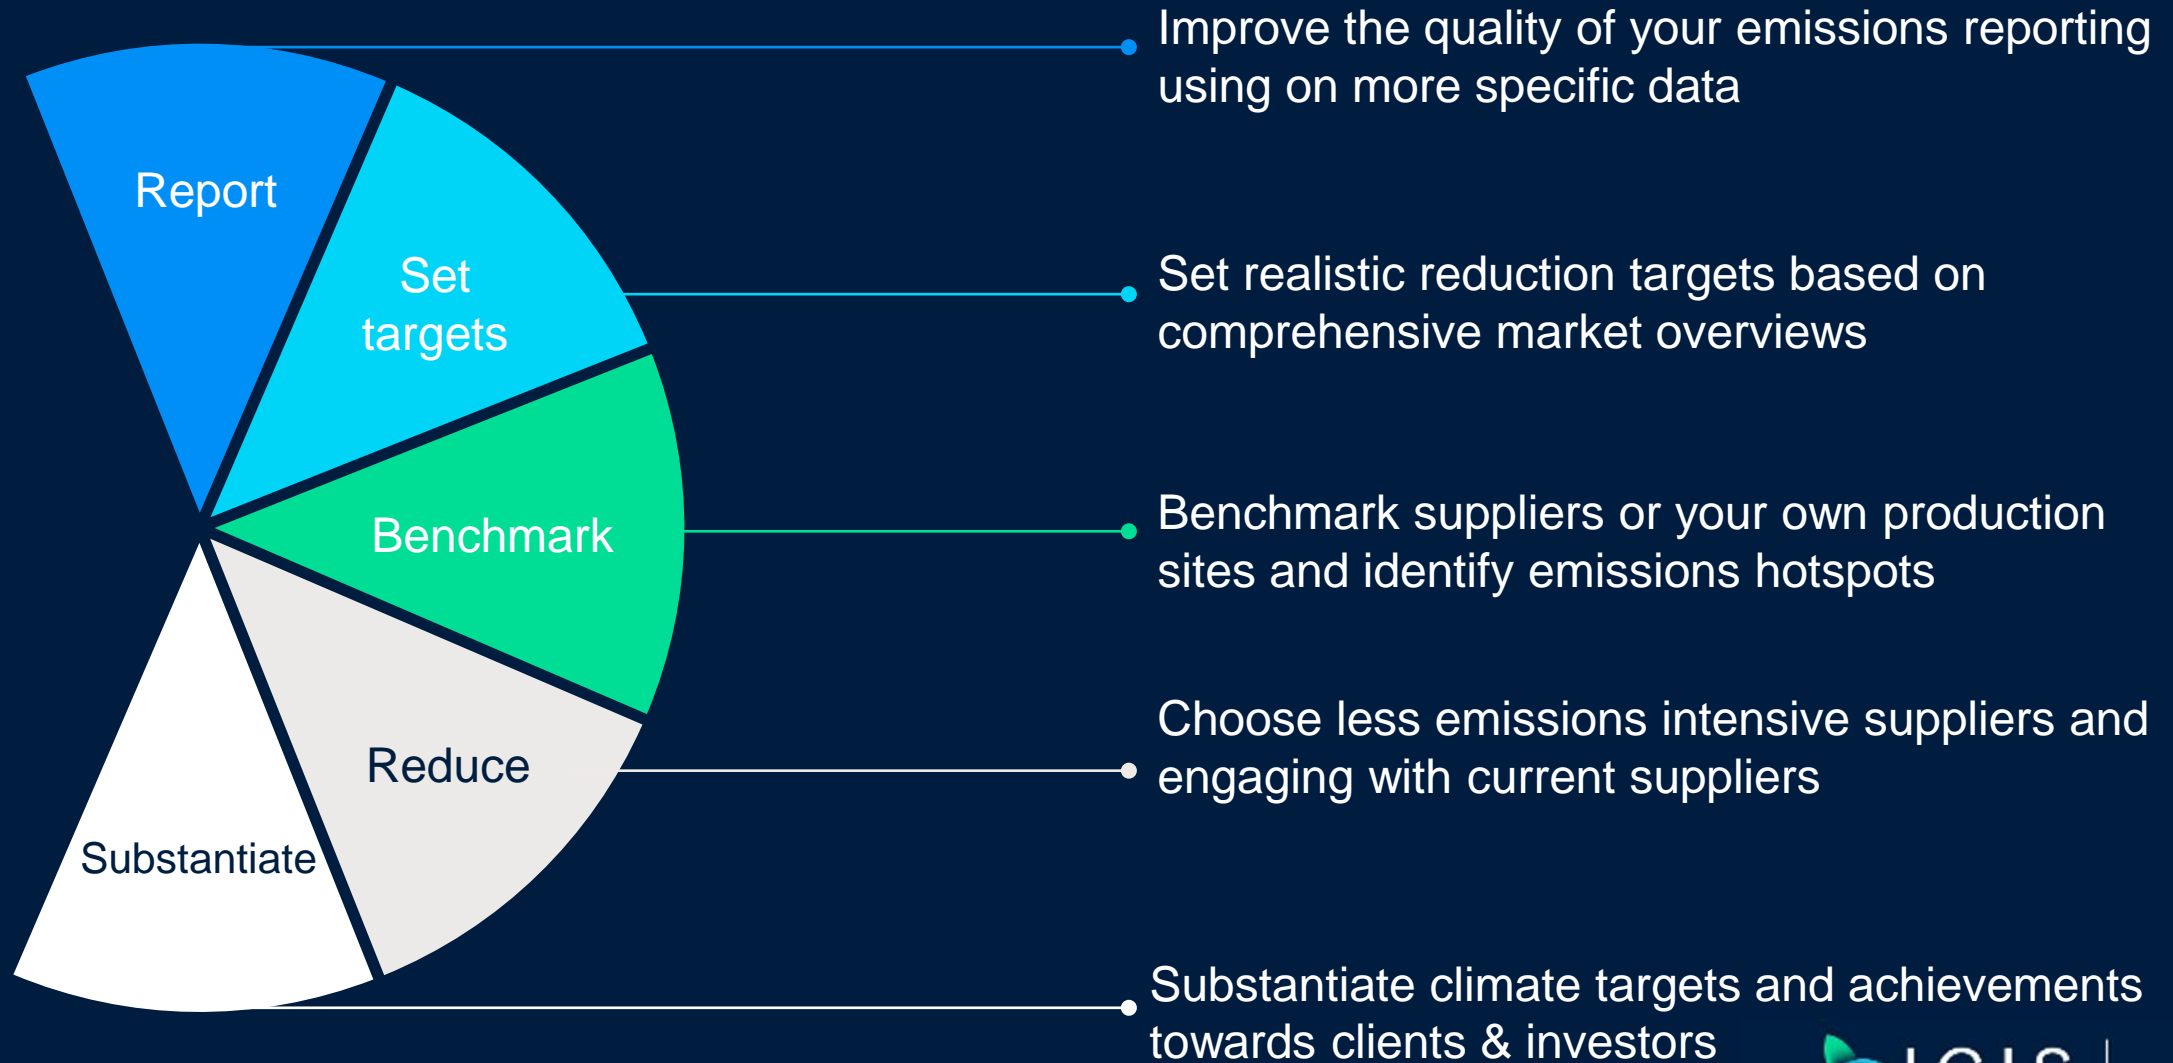 Report
Improve the quality of your emissions reporting
using on more specific data
Set
targets
Set realistic reduction targets based on
comprehensive market overviews
Benchmark
Benchmark suppliers or your own production
sites and identify emissions hotspots
Reduce
Choose less emissions intensive suppliers and
engaging with current suppliers
Substantiate
Substantiate climate targets and achievements
towards clients & investors